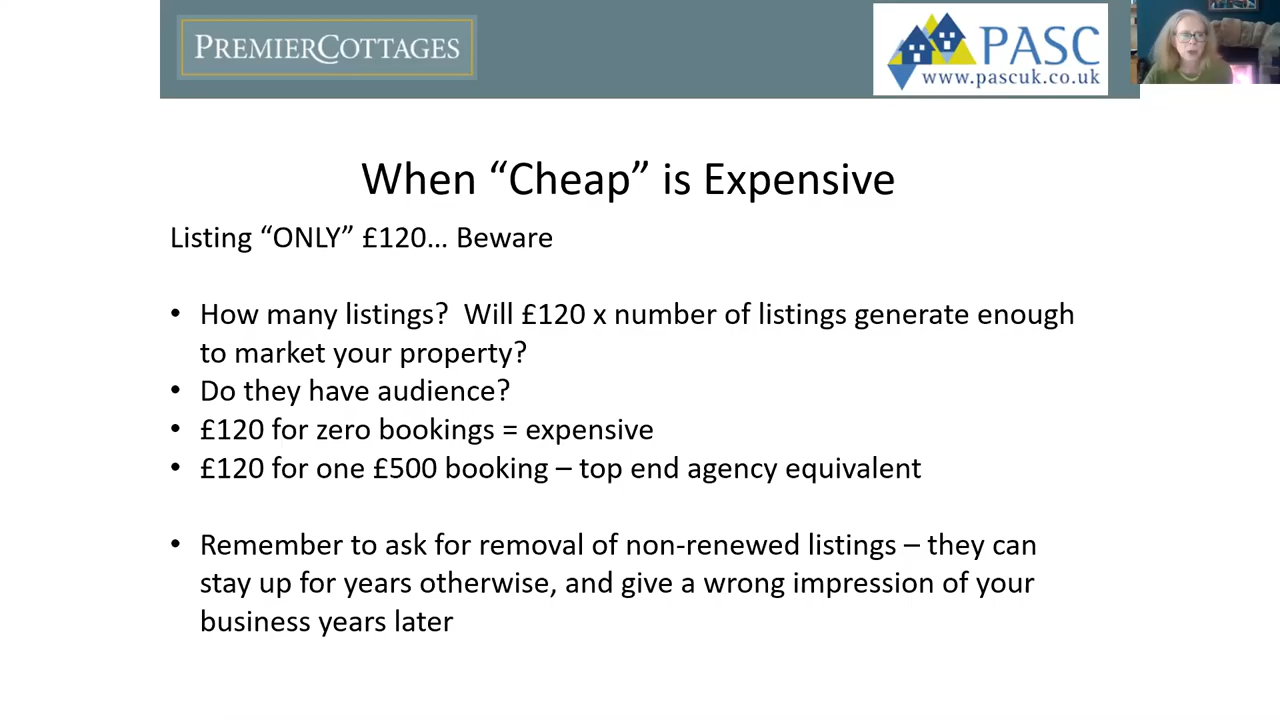 PREMIERCOTTAGES
PASC
www.pascuk.co.uk
When “Cheap” is Expensive
Listing “ONLY” £120… Beware
• How many listings?  Will £120 x number of listings generate enough
to market your property?
• Do they have audience?
• £120 for zero bookings = expensive
• £120 for one £500 booking – top end agency equivalent
• Remember to ask for removal of non-renewed listings – they can
stay up for years otherwise, and give a wrong impression of your
business years later